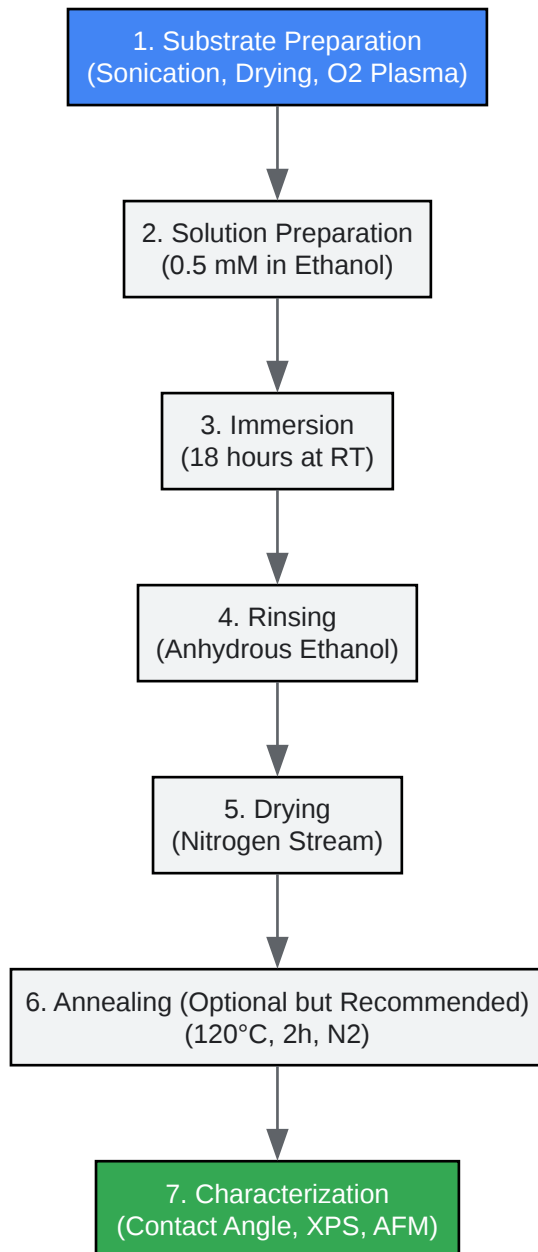 1. Substrate Preparation
(Sonication, Drying, O2 Plasma)
2. Solution Preparation
(0.5 mM in Ethanol)
3. Immersion
(18 hours at RT)
4. Rinsing
(Anhydrous Ethanol)
5. Drying
(Nitrogen Stream)
6. Annealing (Optional but Recommended)
(120°C, 2h, N2)
7. Characterization
(Contact Angle, XPS, AFM)